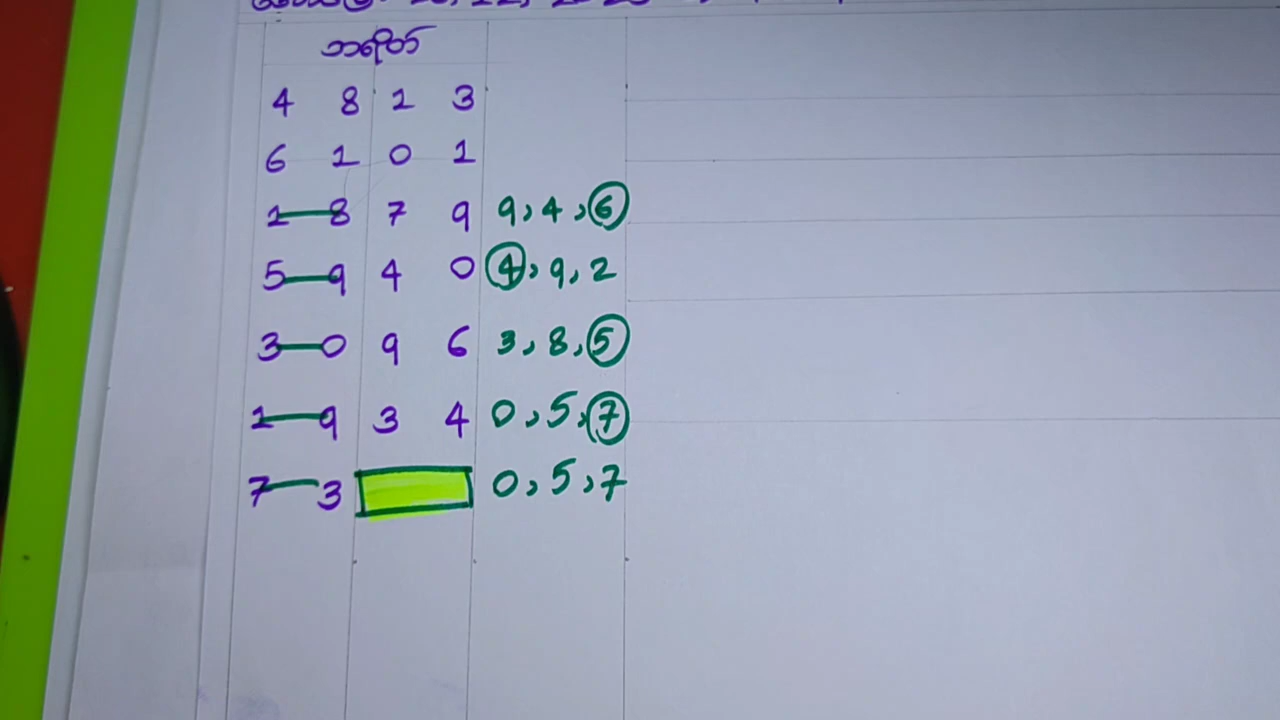 ဘရိုတ်
4 8 2 3
6 1 0 1
1 8 7 9 9, 4, 6
5 9 4 0 4, 9, 2
3 0 9 6 3, 8, 5
1 9 3 4 0, 5, 7
7 3 0, 5, 7